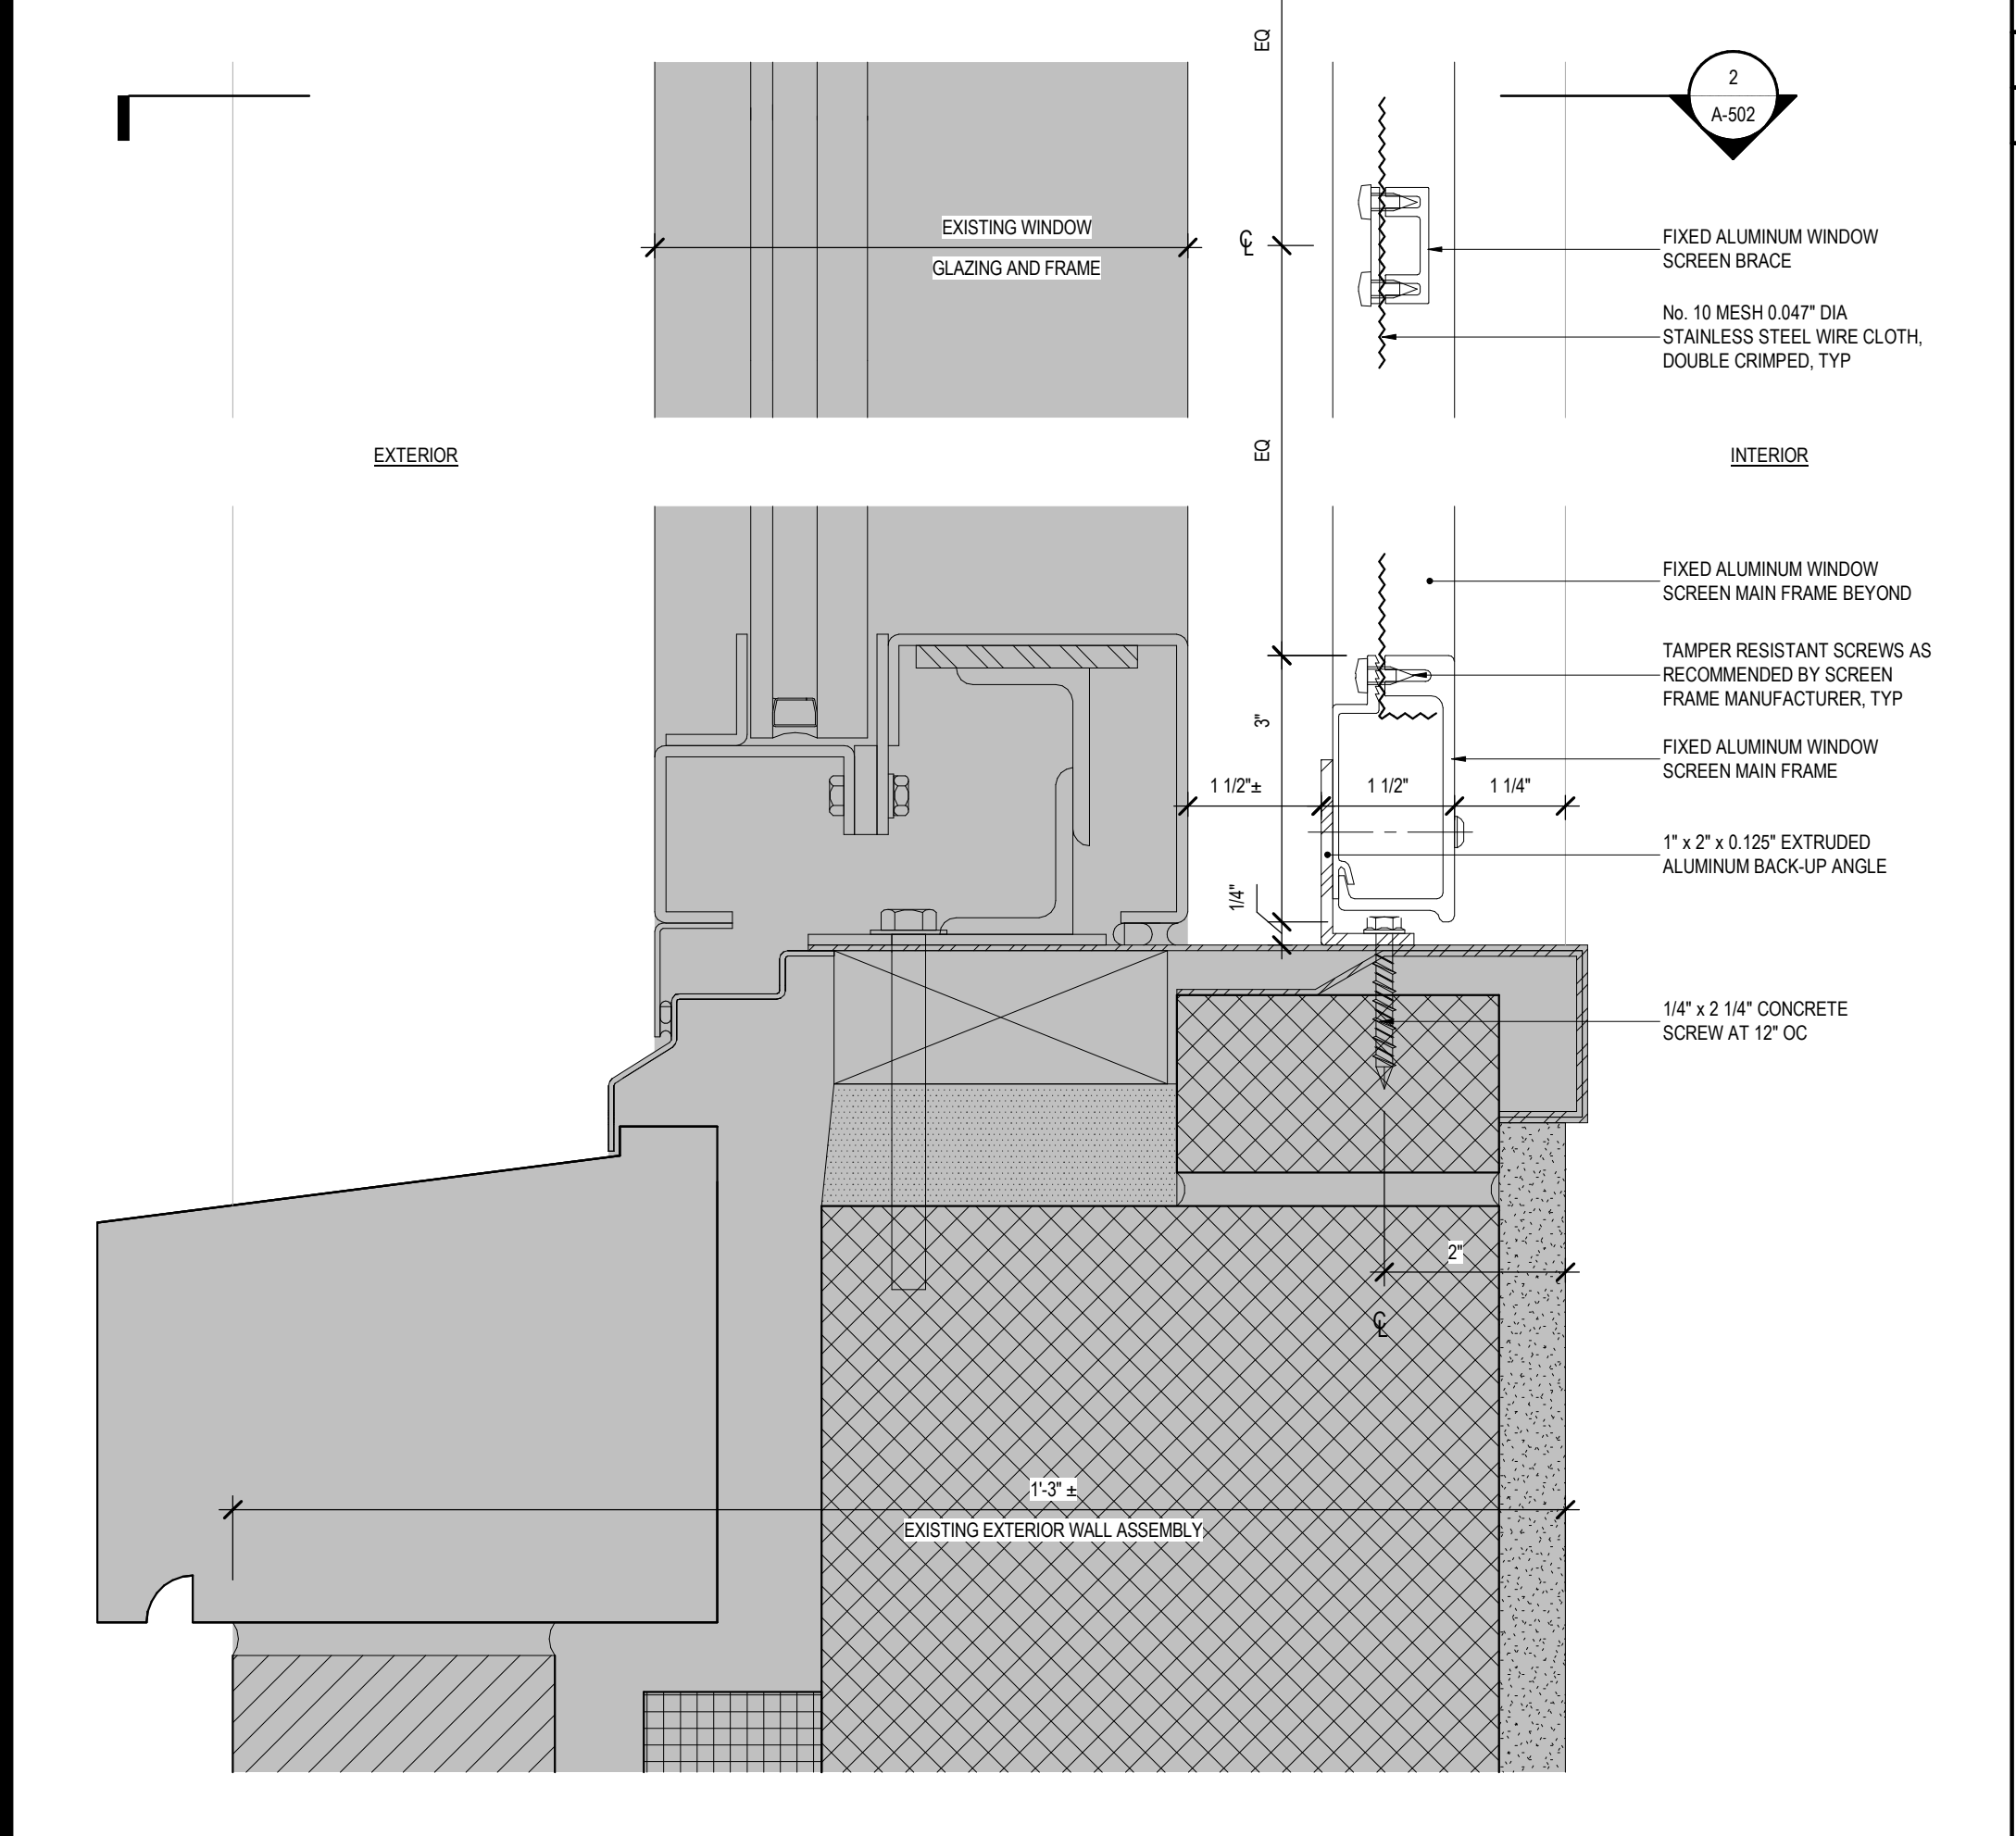 EQ
2
A-502
EXISTING WINDOW
GLAZING AND FRAME
℄
FIXED ALUMINUM WINDOW
SCREEN BRACE
No. 10 MESH 0.047" DIA
STAINLESS STEEL WIRE CLOTH,
DOUBLE CRIMPED, TYP
EXTERIOR
EQ
INTERIOR
FIXED ALUMINUM WINDOW
SCREEN MAIN FRAME BEYOND
TAMPER RESISTANT SCREWS AS
RECOMMENDED BY SCREEN
FRAME MANUFACTURER, TYP
3"
FIXED ALUMINUM WINDOW
SCREEN MAIN FRAME
1 1/2"±
1 1/2"
1 1/4"
1" x 2" x 0.125" EXTRUDED
ALUMINUM BACK-UP ANGLE
1/4"
1/4" x 2 1/4" CONCRETE
SCREW AT 12" OC
2"
℄
1'-3" ±
EXISTING EXTERIOR WALL ASSEMBLY